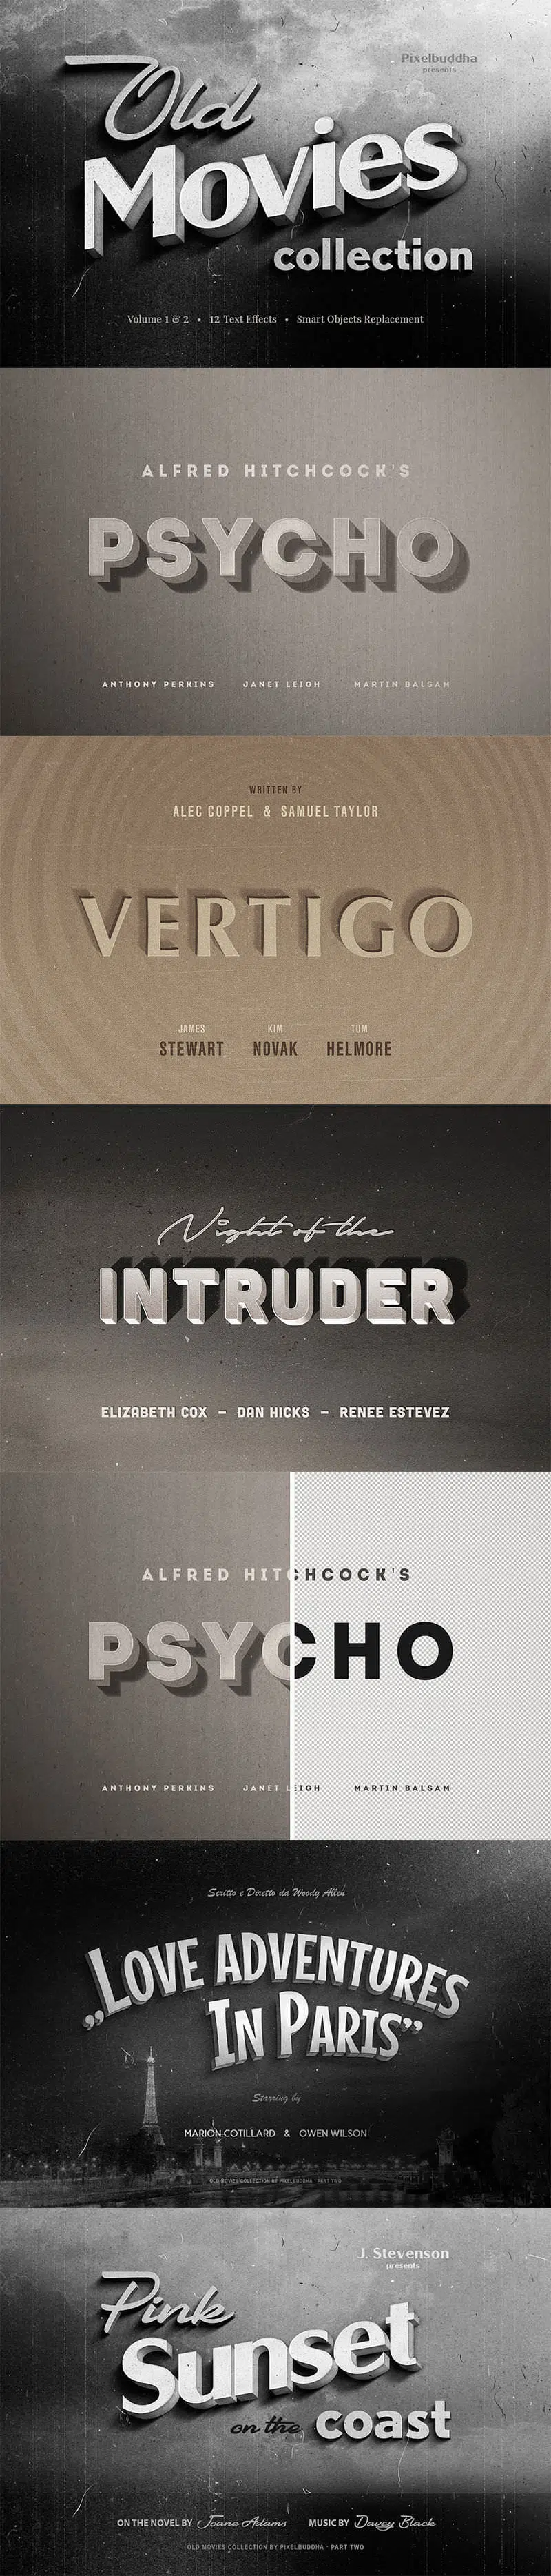 Old
Pixelbuddha
presents
Movies
collection
Volume 1 & 2 • 12 Text Effects • Smart Objects Replacement
ALFRED HITCHCOCK'S
PSYCHO
ANTHONY PERKINS JANET LEIGH MARTIN BALSAM
WRITTEN BY
ALEC COPPEL & SAMUEL TAYLOR
VERTIGO
JAMES KIM TOM
STEWART NOVAK HELMORE
Night of the
INTRUDER
ELIZABETH COX – DAN HICKS – RENEE ESTEVEZ
ALFRED HITCHCOCK'S
PSYCHO
ANTHONY PERKINS JANET LEIGH MARTIN BALSAM
Scritto e Diretto da Woody Allen
„LOVE ADVENTURES
IN PARIS”
Starring by
MARION COTILLARD & OWEN WILSON
OLD MOVIES COLLECTION BY PIXELBUDDHA · PART TWO
J. Stevenson
presents
Pink
Sunset
on the coast
ON THE NOVEL BY Joane Adams MUSIC BY Davey Black
OLD MOVIES COLLECTION BY PIXELBUDDHA · PART TWO